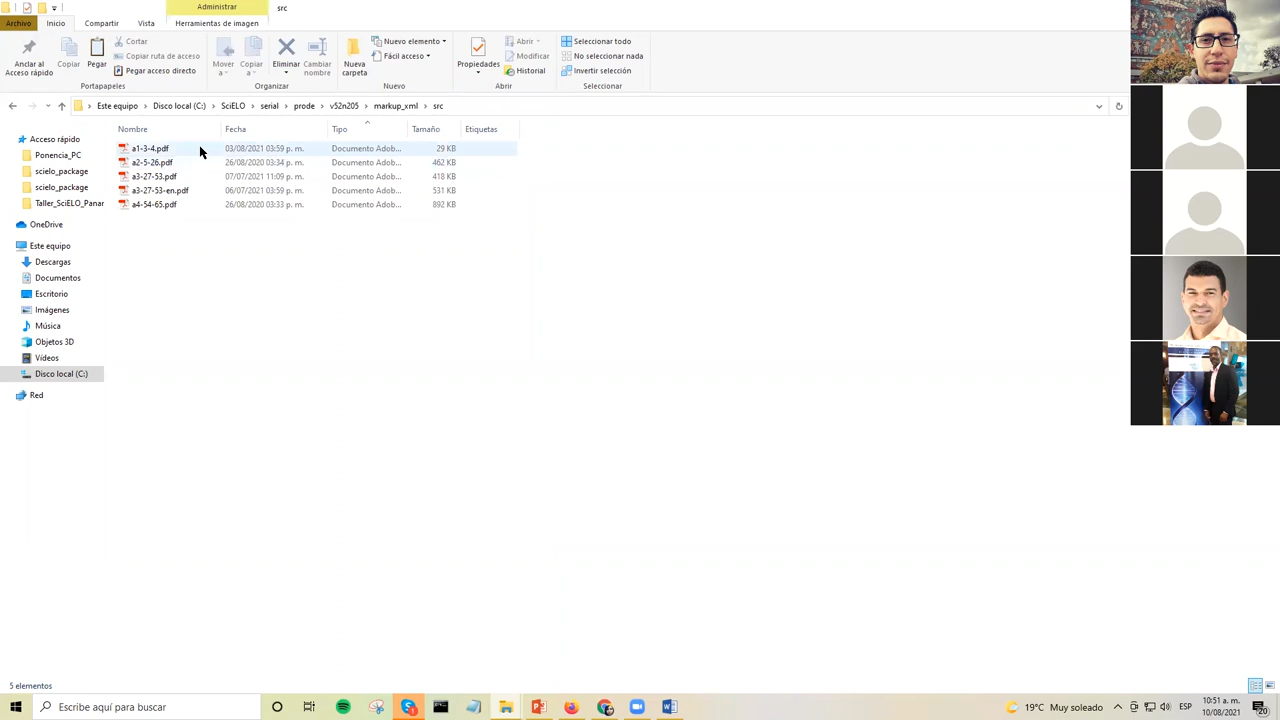 Administrar
src
Archivo
Inicio
Compartir
Vista
Herramientas de imagen
Anclar al
Acceso rápido
Copiar
Pegar
Cortar
Copiar ruta de acceso
Pegar acceso directo
Portapapeles
Mover
a
Copiar
a
Eliminar
Cambiar
nombre
Organizar
Nueva
carpeta
Nuevo elemento
Fácil acceso
Nuevo
Propiedades
Abrir
Modificar
Historial
Abrir
Seleccionar todo
No seleccionar nada
Invertir selección
Seleccionar
Este equipo
Disco local (C:)
SciELO
serial
prode
v52n205
markup_xml
src
Nombre
Fecha
Tipo
Tamaño
Etiquetas
a1-3-4.pdf 03/08/2021 03:59 p. m. Documento Adob... 29 KB
a2-5-26.pdf 26/08/2020 03:34 p. m. Documento Adob... 462 KB
a3-27-53.pdf 07/07/2021 11:09 p. m. Documento Adob... 418 KB
a3-27-53-en.pdf 06/07/2021 03:59 p. m. Documento Adob... 531 KB
a4-54-65.pdf 26/08/2020 03:33 p. m. Documento Adob... 892 KB
Acceso rápido
Ponencia_PC
scielo_package
scielo_package
Taller_SciELO_Panar
OneDrive
Este equipo
Descargas
Documentos
Escritorio
Imágenes
Música
Objetos 3D
Vídeos
Disco local (C:)
Red
5 elementos
Escribe aquí para buscar
19°C Muy soleado
ESP
10:51 a. m.
10/08/2021
20